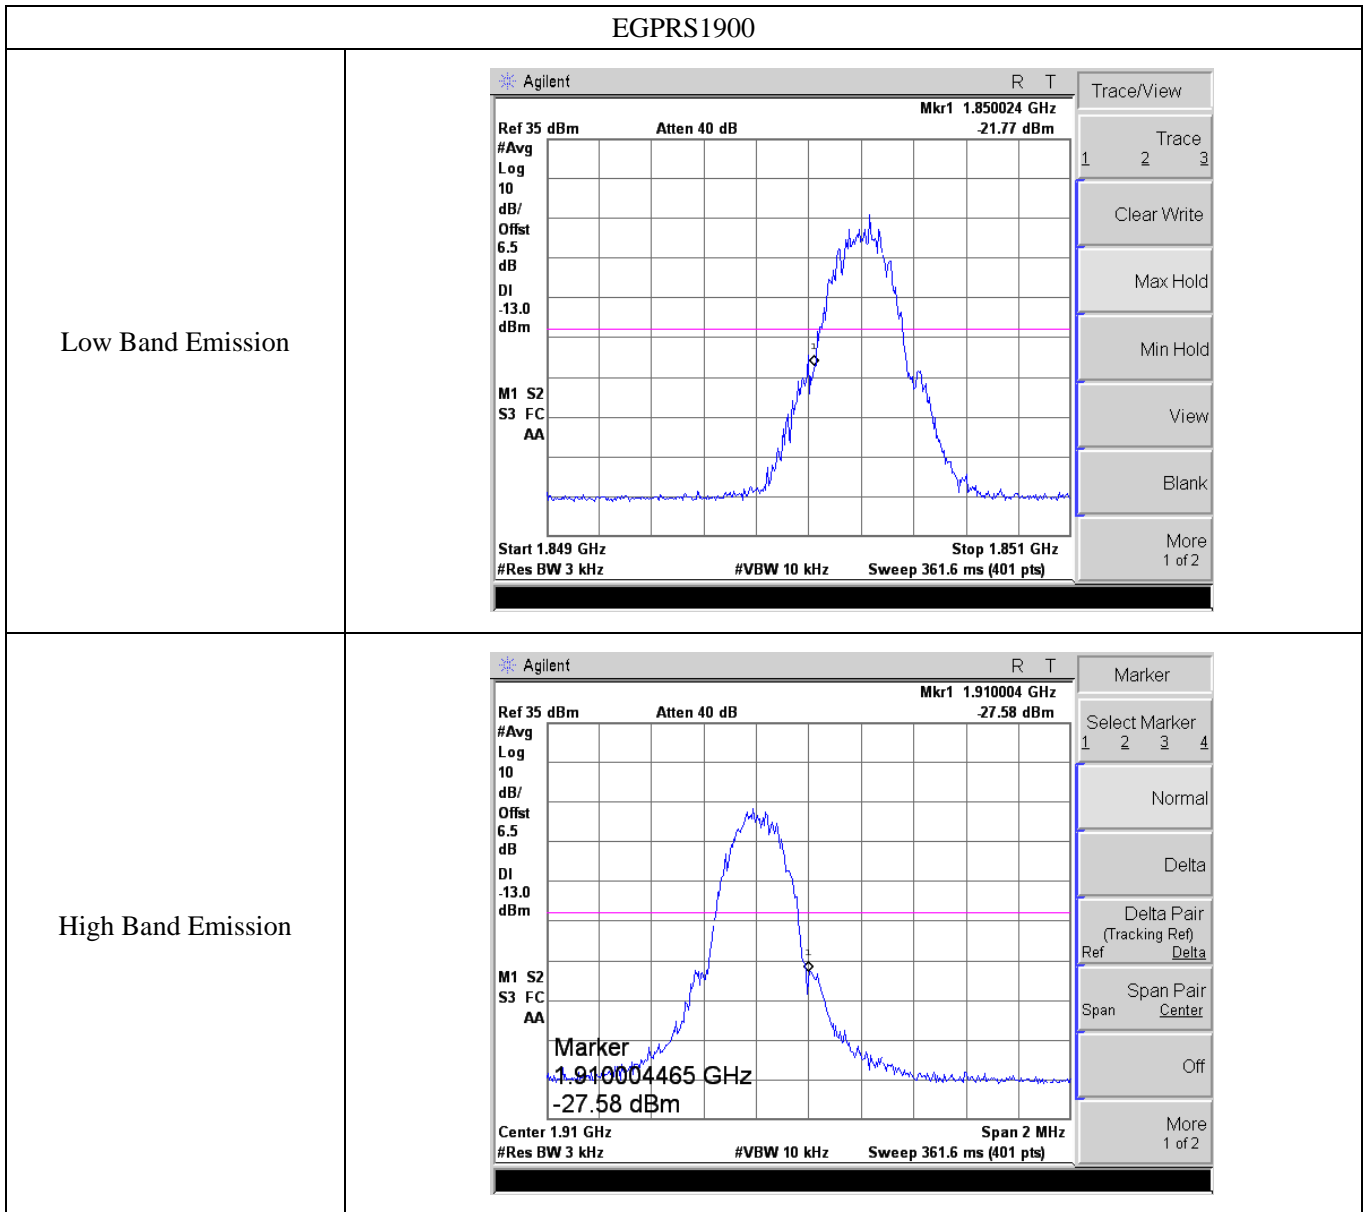 EGPRS1900
Low Band Emission
Agilent R T
Mkr1 1.850024 GHz
Ref 35 dBm Atten 40 dB -21.77 dBm
#Avg
Log
10
dB/
Offst
6.5
dB
DI
-13.0
dBm
1
M1 S2
S3 FC
AA
Start 1.849 GHz Stop 1.851 GHz
#Res BW 3 kHz #VBW 10 kHz Sweep 361.6 ms (401 pts)
Trace/View
Trace
1 2 3
Clear Write
Max Hold
Min Hold
View
Blank
More
1 of 2
High Band Emission
Agilent R T
Mkr1 1.910004 GHz
Ref 35 dBm Atten 40 dB -27.58 dBm
#Avg
Log
10
dB/
Offst
6.5
dB
DI
-13.0
dBm
1
M1 S2
S3 FC
AA
Marker
1.910004465 GHz
-27.58 dBm
Center 1.91 GHz Span 2 MHz
#Res BW 3 kHz #VBW 10 kHz Sweep 361.6 ms (401 pts)
Marker
Select Marker
1 2 3 4
Normal
Delta
Delta Pair
(Tracking Ref)
Ref Delta
Span Pair
Span Center
Off
More
1 of 2